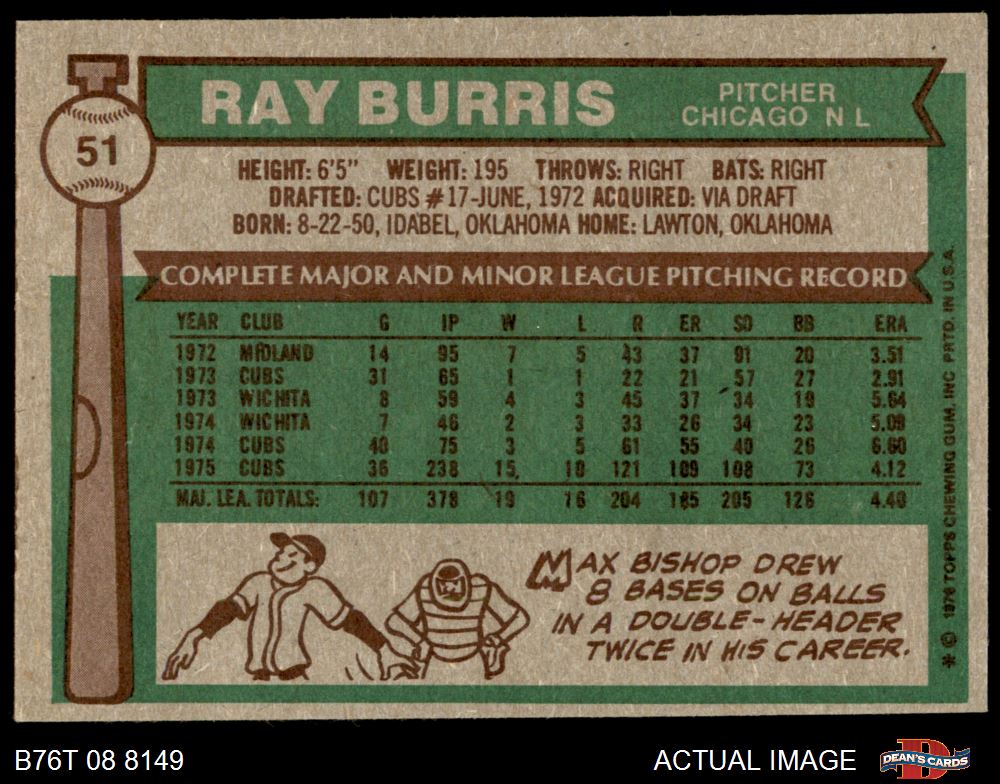 51
RAY BURRIS
PITCHER
CHICAGO N L
HEIGHT: 6'5" WEIGHT: 195 THROWS: RIGHT BATS: RIGHT
DRAFTED: CUBS #17-JUNE, 1972 ACQUIRED: VIA DRAFT
BORN: 8-22-50, IDABEL, OKLAHOMA HOME: LAWTON, OKLAHOMA
COMPLETE MAJOR AND MINOR LEAGUE PITCHING RECORD
YEAR CLUB G IP W L R ER SO BB ERA
1972 MIDLAND 14 95 7 5 43 37 91 20 3.51
1973 CUBS 31 65 1 1 22 21 57 27 2.91
1973 WICHITA 8 59 4 3 45 37 34 19 5.64
1974 WICHITA 7 46 2 3 33 26 34 23 5.09
1974 CUBS 40 75 3 5 61 55 40 26 6.60
1975 CUBS 36 238 15 10 121 109 108 73 4.12
MAJ. LEA. TOTALS: 107 378 19 16 204 185 205 126 4.40
MAX BISHOP DREW
8 BASES ON BALLS
IN A DOUBLE-HEADER
TWICE IN HIS CAREER.
* © 1976 TOPPS CHEWING GUM, INC PRTD. IN U.S.A.
B76T 08 8149
ACTUAL IMAGE
D
DEAN'S CARDS